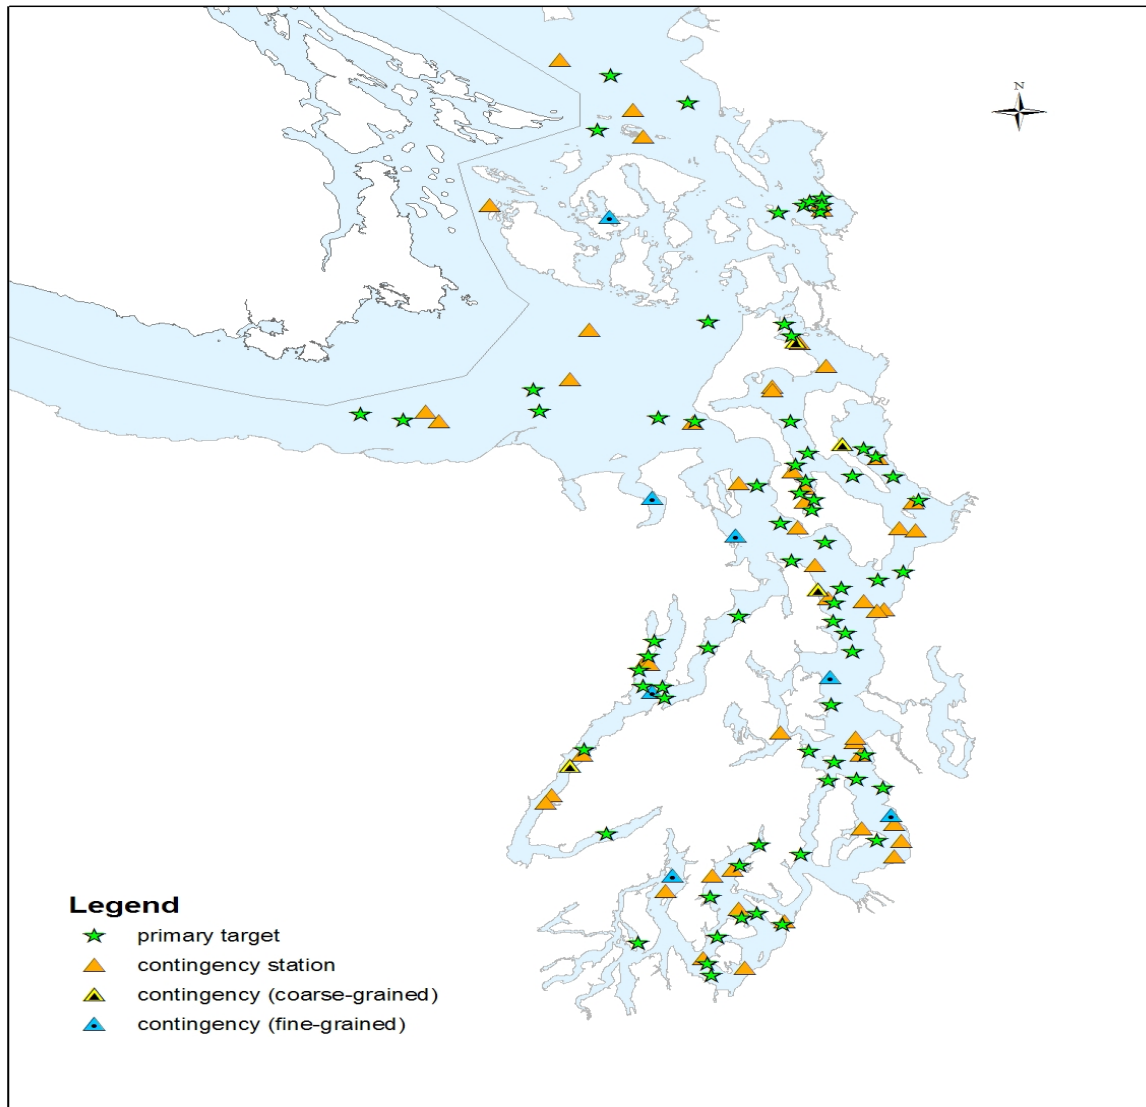 N
Legend
primary target
contingency station
contingency (coarse-grained)
contingency (fine-grained)